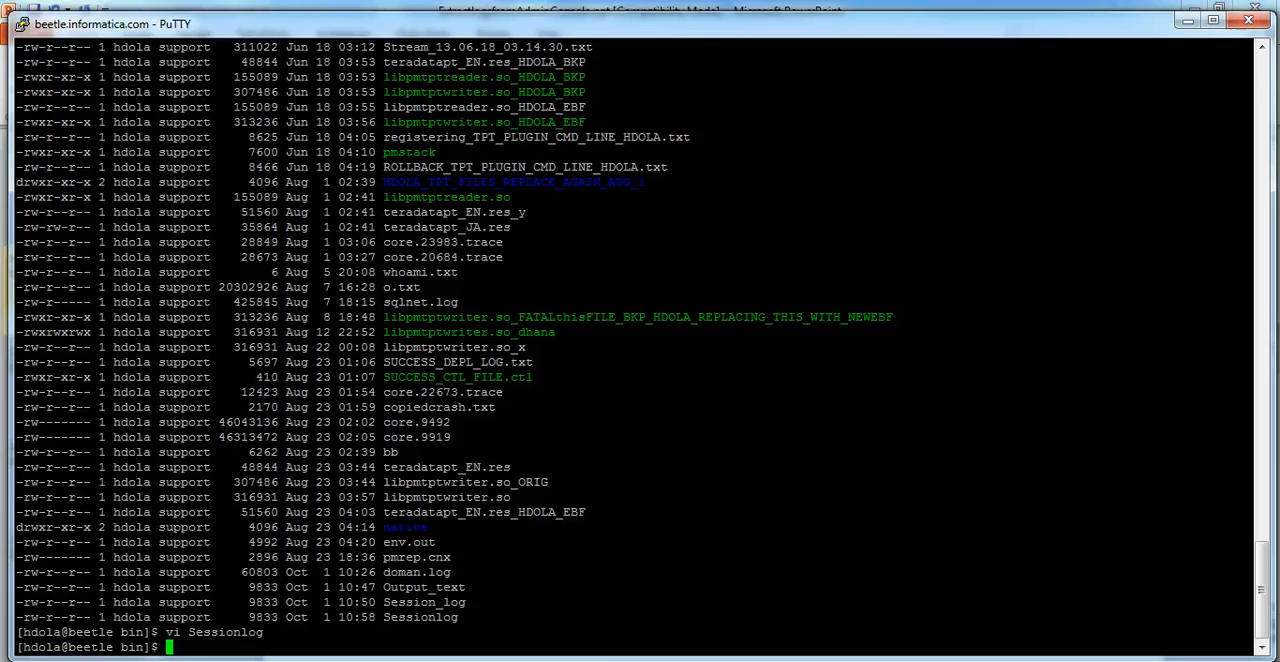 beetle.informatica.com - PuTTY
-rw-r--r-- 1 hdola support 311022 Jun 18 03:12 Stream_13.06.18_03.14.30.txt
-rw-r--r-- 1 hdola support 48844 Jun 18 03:53 teradatapt_EN.res_HDOLA_BKP
-rwxr-xr-x 1 hdola support 155089 Jun 18 03:53 libpmtptreader.so_HDOLA_BKP
-rwxr-xr-x 1 hdola support 307486 Jun 18 03:53 libpmtptwriter.so_HDOLA_BKP
-rw-r--r-- 1 hdola support 155089 Jun 18 03:55 libpmtptreader.so_HDOLA_EBF
-rwxr-xr-x 1 hdola support 313236 Jun 18 03:56 libpmtptwriter.so_HDOLA_EBF
-rw-r--r-- 1 hdola support 8625 Jun 18 04:05 registering_TPT_PLUGIN_CMD_LINE_HDOLA.txt
-rwxr-xr-x 1 hdola support 7600 Jun 18 04:10 pmstack
-rw-r--r-- 1 hdola support 8466 Jun 18 04:19 ROLLBACK_TPT_PLUGIN_CMD_LINE_HDOLA.txt
drwxr-xr-x 2 hdola support 4096 Aug 1 02:39 HDOLA_TPT_FILES_REPLACE_AGAIN_AUG_1
-rwxr-xr-x 1 hdola support 155089 Aug 1 02:41 libpmtptreader.so
-rw-r--r-- 1 hdola support 51560 Aug 1 02:41 teradatapt_EN.res_y
-rw-rw-r-- 1 hdola support 35864 Aug 1 02:41 teradatapt_JA.res
-rw-r--r-- 1 hdola support 28849 Aug 1 03:06 core.23983.trace
-rw-r--r-- 1 hdola support 28673 Aug 1 03:27 core.20684.trace
-rw-r--r-- 1 hdola support 6 Aug 5 20:08 whoami.txt
-rw-r--r-- 1 hdola support 20302926 Aug 7 16:28 o.txt
-rw-r----- 1 hdola support 425845 Aug 7 18:15 sqlnet.log
-rwxr-xr-x 1 hdola support 313236 Aug 8 18:48 libpmtptwriter.so_FATALthisFILE_BKP_HDOLA_REPLACING_THIS_WITH_NEWEBF
-rwxrwxrwx 1 hdola support 316931 Aug 12 22:52 libpmtptwriter.so_dhana
-rw-r--r-- 1 hdola support 316931 Aug 22 00:08 libpmtptwriter.so_x
-rw-r--r-- 1 hdola support 5697 Aug 23 01:06 SUCCESS_DEPL_LOG.txt
-rwxr-xr-x 1 hdola support 410 Aug 23 01:07 SUCCESS_CTL_FILE.ctl
-rw-r--r-- 1 hdola support 12423 Aug 23 01:54 core.22673.trace
-rw-r--r-- 1 hdola support 2170 Aug 23 01:59 copiedcrash.txt
-rw------- 1 hdola support 46043136 Aug 23 02:02 core.9492
-rw------- 1 hdola support 46313472 Aug 23 02:05 core.9919
-rw-r--r-- 1 hdola support 6262 Aug 23 02:39 bb
-rw-r--r-- 1 hdola support 48844 Aug 23 03:44 teradatapt_EN.res
-rw-r--r-- 1 hdola support 307486 Aug 23 03:44 libpmtptwriter.so_ORIG
-rw-r--r-- 1 hdola support 316931 Aug 23 03:57 libpmtptwriter.so
-rw-r--r-- 1 hdola support 51560 Aug 23 04:03 teradatapt_EN.res_HDOLA_EBF
drwxr-xr-x 2 hdola support 4096 Aug 23 04:14 native
-rw-r--r-- 1 hdola support 4992 Aug 23 04:20 env.out
-rw------- 1 hdola support 2896 Aug 23 18:36 pmrep.cnx
-rw-r--r-- 1 hdola support 60803 Oct 1 10:26 doman.log
-rw-r--r-- 1 hdola support 9833 Oct 1 10:47 Output_text
-rw-r--r-- 1 hdola support 9833 Oct 1 10:50 Session_log
-rw-r--r-- 1 hdola support 9833 Oct 1 10:58 Sessionlog
[hdola@beetle bin]$ vi Sessionlog
[hdola@beetle bin]$